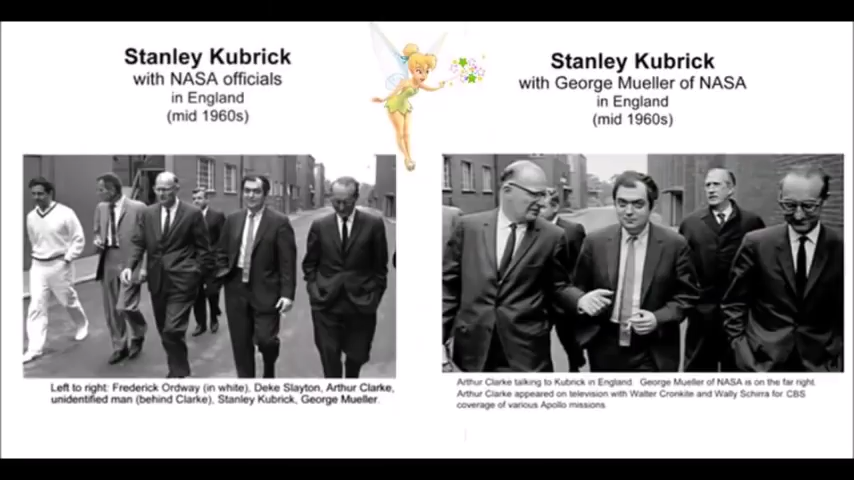 Stanley Kubrick
with NASA officials
in England
(mid 1960s)
Left to right: Frederick Ordway (in white), Deke Slayton, Arthur Clarke,
unidentified man (behind Clarke), Stanley Kubrick, George Mueller.
Stanley Kubrick
with George Mueller of NASA
in England
(mid 1960s)
Arthur Clarke talking to Kubrick in England. George Mueller of NASA is on the far right.
Arthur Clarke appeared on television with Walter Cronkite and Wally Schirra for CBS
coverage of various Apollo missions